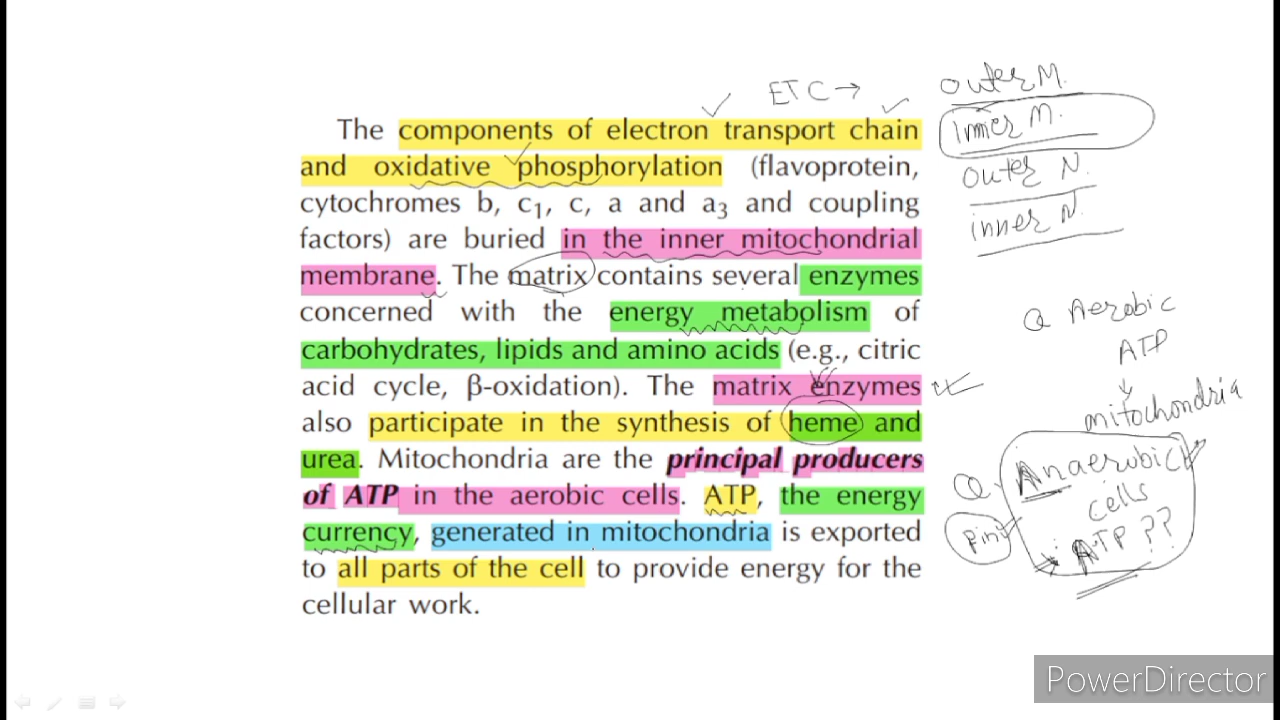 ETC →
outer M.
inner M.
outer N.
inner N.
The components of electron transport chain
and oxidative phosphorylation (flavoprotein,
cytochromes b, c₁, c, a and a₃ and coupling
factors) are buried in the inner mitochondrial
membrane. The matrix contains several enzymes
concerned with the energy metabolism of
carbohydrates, lipids and amino acids (e.g., citric
acid cycle, β-oxidation). The matrix enzymes
also participate in the synthesis of heme and
urea. Mitochondria are the principal producers
of ATP in the aerobic cells. ATP, the energy
currency, generated in mitochondria is exported
to all parts of the cell to provide energy for the
cellular work.
Q Aerobic
ATP
↓
mitochondria
Q Anaerobic
cells
ATP ??
Pin
PowerDirector